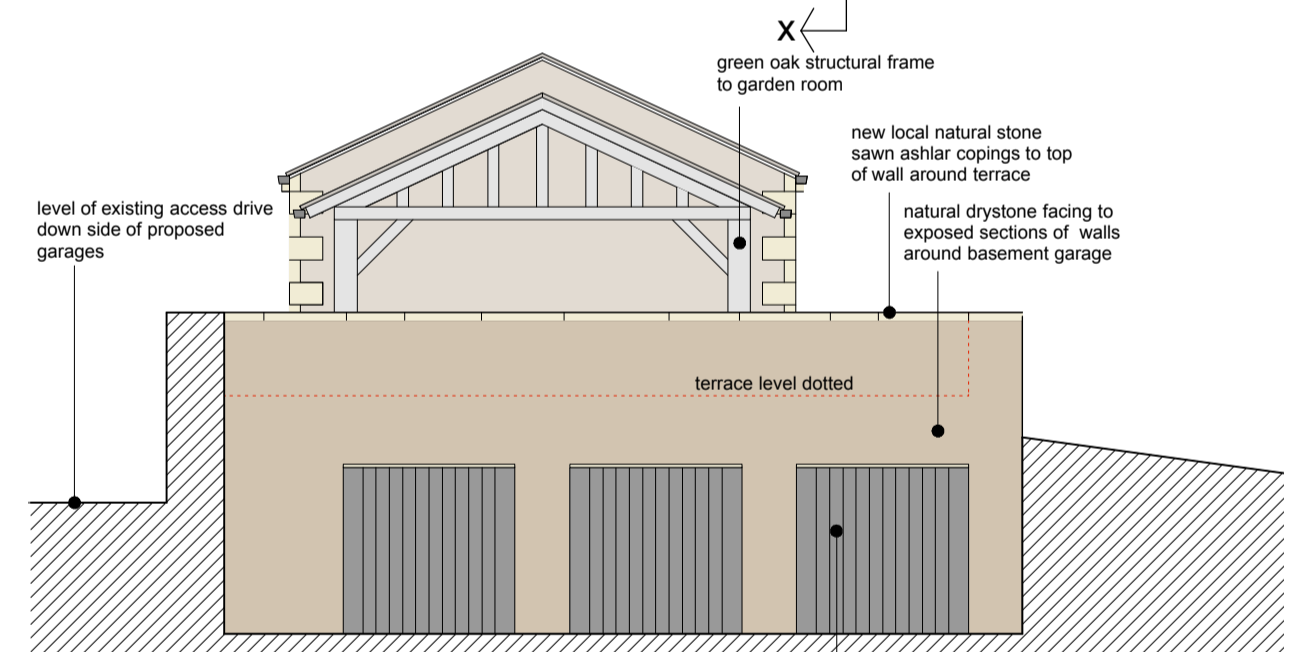 X
green oak structural frame
to garden room
new local natural stone
sawn ashlar copings to top
of wall around terrace
level of existing access drive
down side of proposed
garages
natural drystone facing to
exposed sections of walls
around basement garage
terrace level dotted